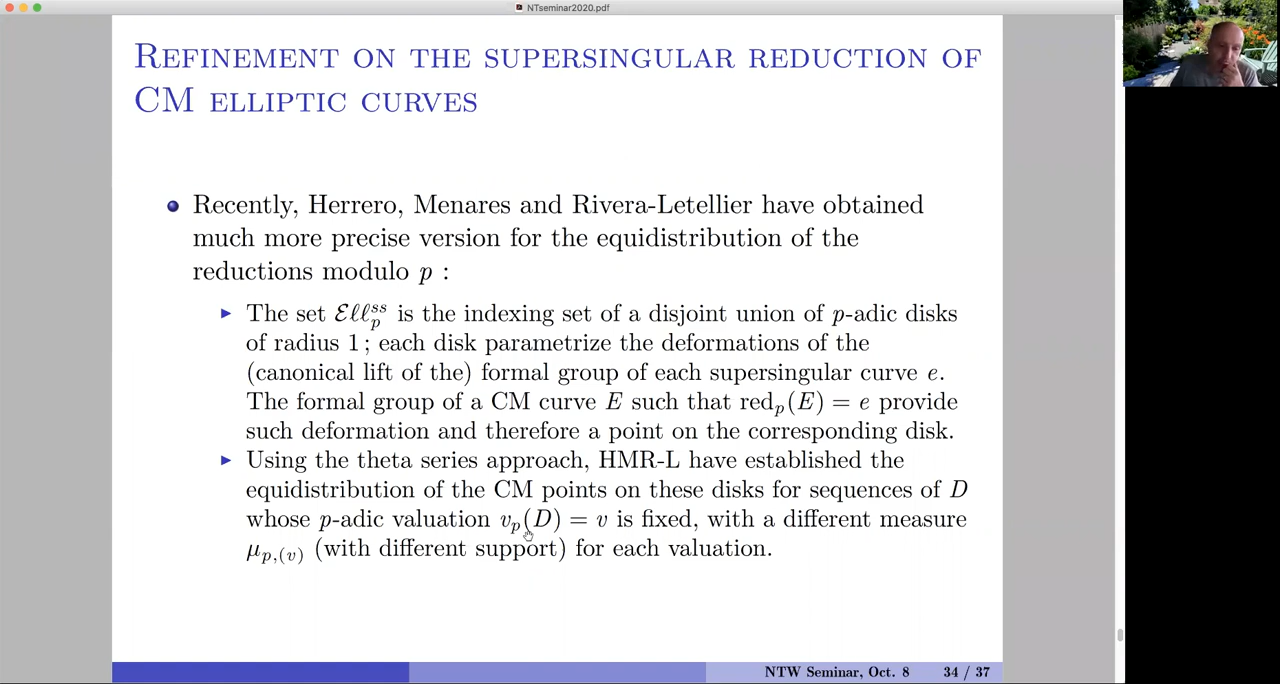 NTseminar2020.pdf
Refinement on the supersingular reduction of
CM elliptic curves
Recently, Herrero, Menares and Rivera-Letellier have obtained
much more precise version for the equidistribution of the
reductions modulo p :
The set Eℓℓ_p^{ss} is the indexing set of a disjoint union of p-adic disks
of radius 1 ; each disk parametrize the deformations of the
(canonical lift of the) formal group of each supersingular curve e.
The formal group of a CM curve E such that red_p(E) = e provide
such deformation and therefore a point on the corresponding disk.
Using the theta series approach, HMR-L have established the
equidistribution of the CM points on these disks for sequences of D
whose p-adic valuation v_p(D) = v is fixed, with a different measure
μ_{p,(v)} (with different support) for each valuation.
NTW Seminar, Oct. 8 34 / 37